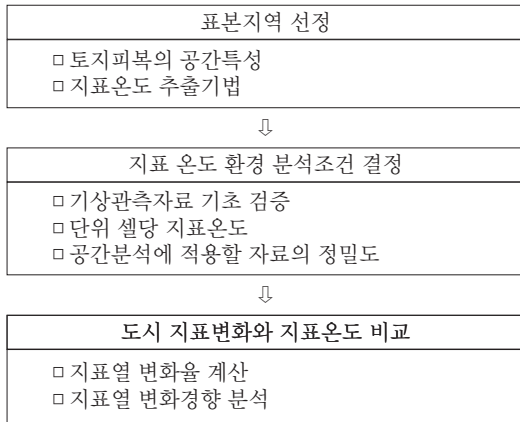 표본지역 선정
□ 토지피복의 공간특성
□ 지표온도 추출기법
⇩
지표 온도 환경 분석조건 결정
□ 기상관측자료 기초 검증
□ 단위 셀당 지표온도
□ 공간분석에 적용할 자료의 정밀도
⇩
도시 지표변화와 지표온도 비교
□ 지표열 변화율 계산
□ 지표열 변화경향 분석